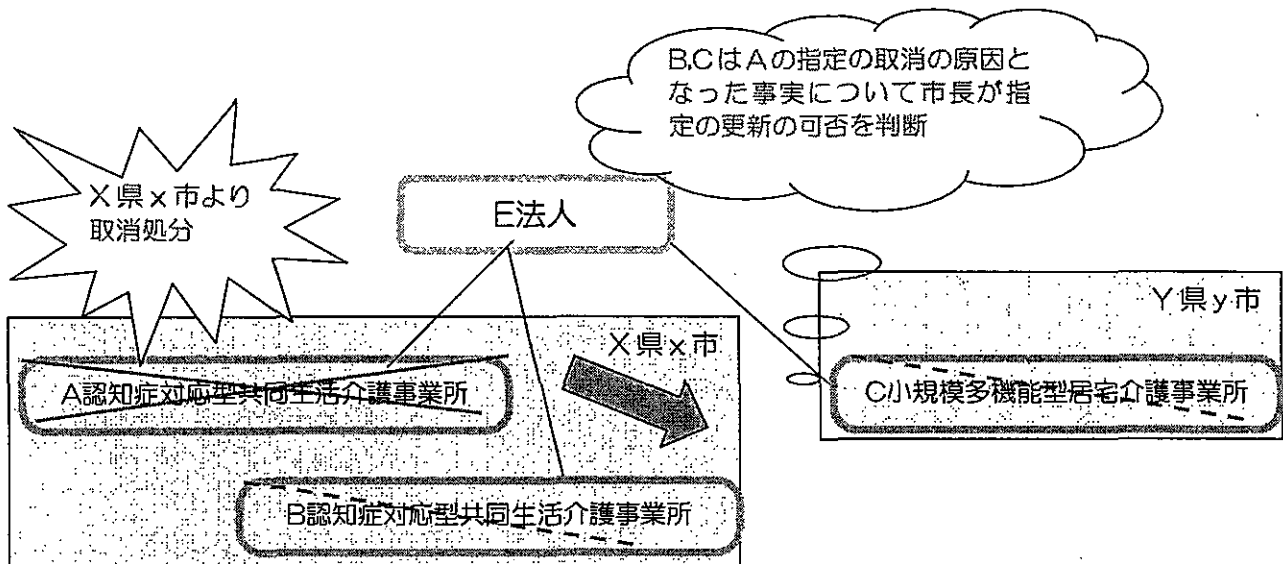 B,CはAの指定の取消の原因と
なった事実について市長が指
定の更新の可否を判断
X県x市より
取消処分
E法人
Y県y市
X県x市
A認知症対応型共同生活介護事業所
C小規模多機能型居宅介護事業所
B認知症対応型共同生活介護事業所